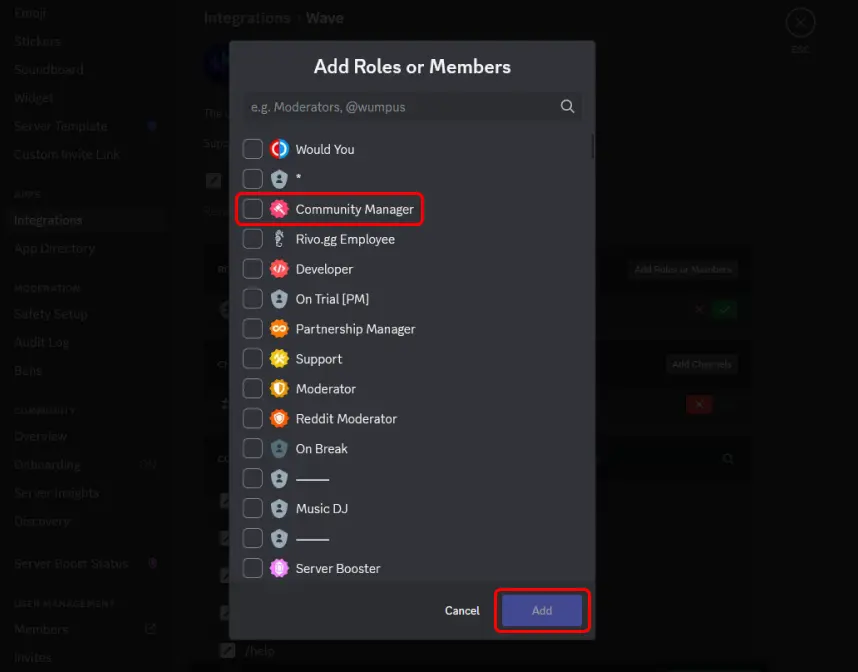 Emoji
Stickers
Soundboard
Widget
Server Template
Custom Invite Link
APPS
Integrations
App Directory
MODERATION
Safety Setup
Audit Log
Bans
COMMUNITY
Overview
Onboarding
Server Insights
Discovery
Server Boost Status
USER MANAGEMENT
Members
Invites
Integrations › Wave
ESC
Add Roles or Members
e.g. Moderators, @wumpus
Would You
*
Community Manager
Rivo.gg Employee
Developer
On Trial [PM]
Partnership Manager
Support
Moderator
Reddit Moderator
On Break
———
Music DJ
———
Server Booster
Cancel
Add
Add Roles or Members
Add Channels
/help